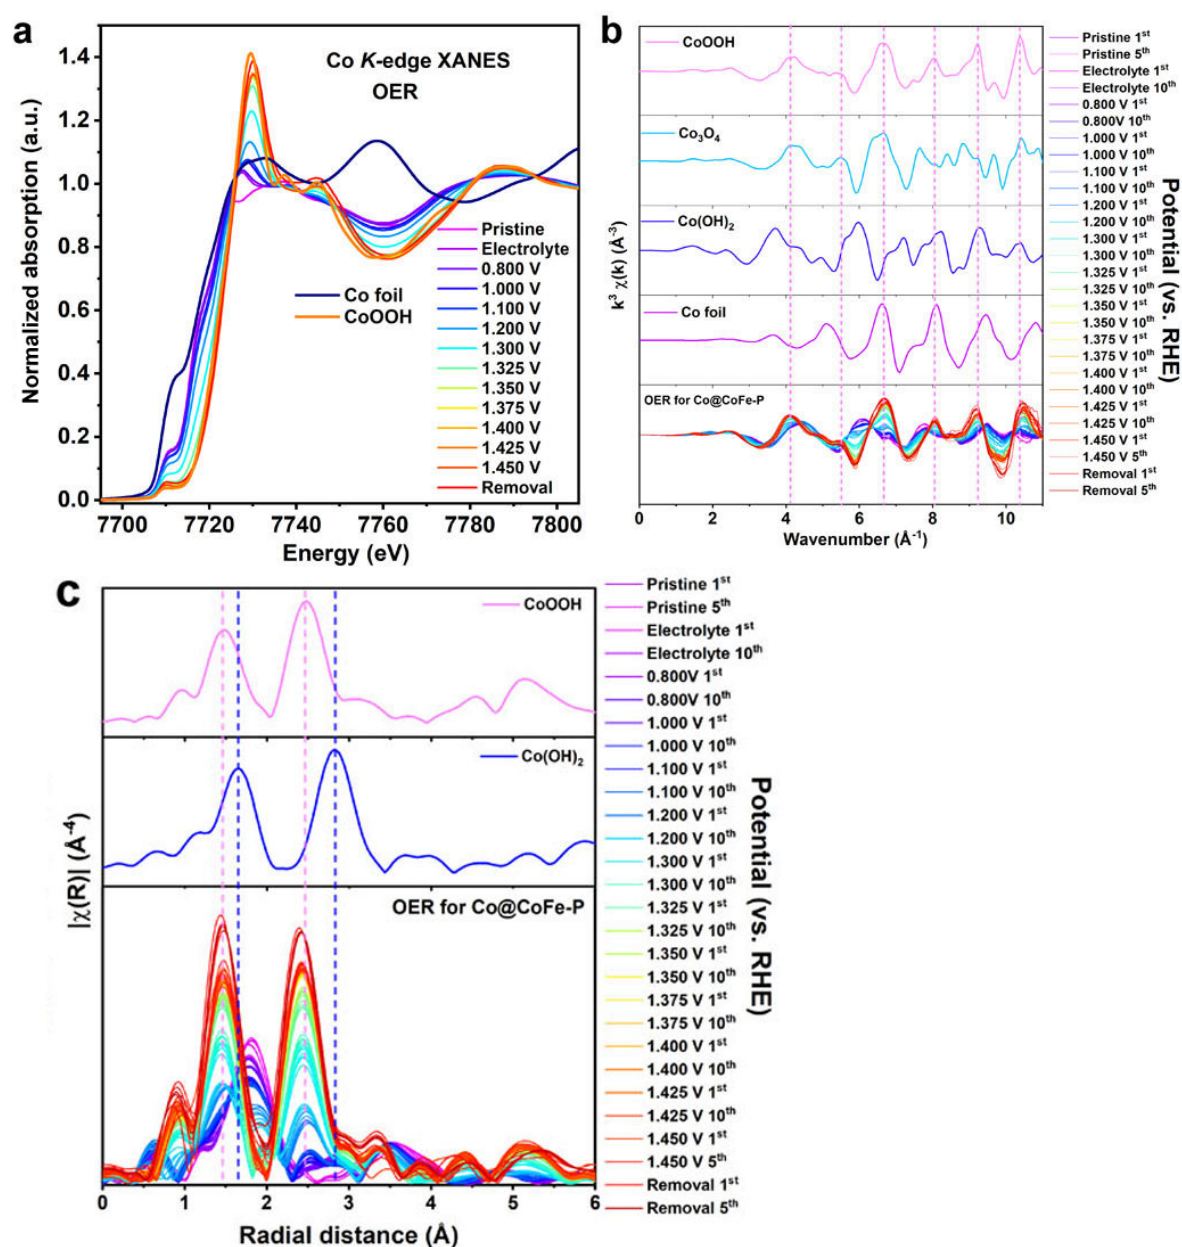 a
Co K-edge XANES
OER
Normalized absorption (a.u.)
1.4
1.2
1.0
0.8
0.6
0.4
0.2
0.0
Co foil
CoOOH
Pristine
Electrolyte
0.800 V
1.000 V
1.100 V
1.200 V
1.300 V
1.325 V
1.350 V
1.375 V
1.400 V
1.425 V
1.450 V
Removal
7700 7720 7740 7760 7780 7800
Energy (eV)
b
CoOOH
Co₃O₄
Co(OH)₂
Co foil
OER for Co@CoFe-P
k³ χ(k) (Å⁻³)
0 2 4 6 8 10
Wavenumber (Å⁻¹)
Pristine 1ˢᵗ
Pristine 5ᵗʰ
Electrolyte 1ˢᵗ
Electrolyte 10ᵗʰ
0.800 V 1ˢᵗ
0.800V 10ᵗʰ
1.000 V 1ˢᵗ
1.000 V 10ᵗʰ
1.100 V 1ˢᵗ
1.100 V 10ᵗʰ
1.200 V 1ˢᵗ
1.200 V 10ᵗʰ
1.300 V 1ˢᵗ
1.300 V 10ᵗʰ
1.325 V 1ˢᵗ
1.325 V 10ᵗʰ
1.350 V 1ˢᵗ
1.350 V 10ᵗʰ
1.375 V 1ˢᵗ
1.375 V 10ᵗʰ
1.400 V 1ˢᵗ
1.400 V 10ᵗʰ
1.425 V 1ˢᵗ
1.425 V 10ᵗʰ
1.450 V 1ˢᵗ
1.450 V 5ᵗʰ
Removal 1ˢᵗ
Removal 5ᵗʰ
Potential (vs. RHE)
c
CoOOH
Co(OH)₂
OER for Co@CoFe-P
|χ(R)| (Å⁻⁴)
0 1 2 3 4 5 6
Radial distance (Å)
Pristine 1ˢᵗ
Pristine 5ᵗʰ
Electrolyte 1ˢᵗ
Electrolyte 10ᵗʰ
0.800V 1ˢᵗ
0.800V 10ᵗʰ
1.000 V 1ˢᵗ
1.000 V 10ᵗʰ
1.100 V 1ˢᵗ
1.100 V 10ᵗʰ
1.200 V 1ˢᵗ
1.200 V 10ᵗʰ
1.300 V 1ˢᵗ
1.300 V 10ᵗʰ
1.325 V 1ˢᵗ
1.325 V 10ᵗʰ
1.350 V 1ˢᵗ
1.350 V 10ᵗʰ
1.375 V 1ˢᵗ
1.375 V 10ᵗʰ
1.400 V 1ˢᵗ
1.400 V 10ᵗʰ
1.425 V 1ˢᵗ
1.425 V 10ᵗʰ
1.450 V 1ˢᵗ
1.450 V 5ᵗʰ
Removal 1ˢᵗ
Removal 5ᵗʰ
Potential (vs. RHE)